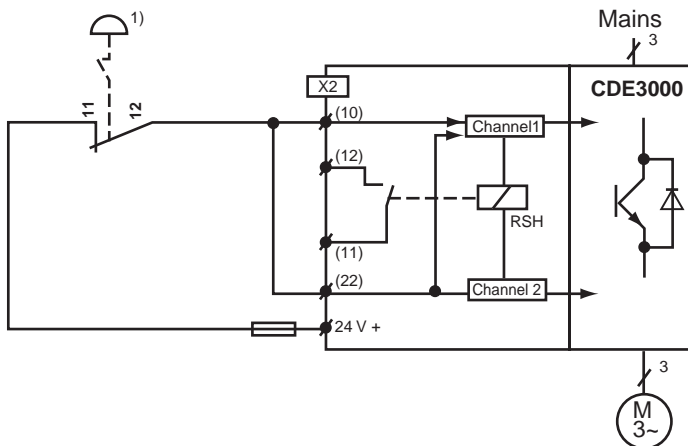 1)
Mains
3
X2
CDE3000
11
12
(10)
Channel1
(12)
RSH
(11)
(22)
Channel 2
24 V +
3
M
3~